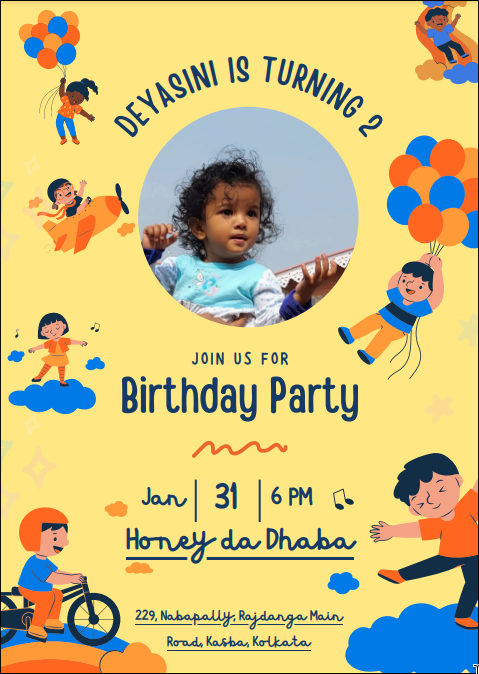 DEYASINI IS TURNING 2
JOIN US FOR
Birthday Party
Jan | 31 | 6 PM
Honey da Dhaba
229, Nabapally, Rajdanga Main
Road, Kasba, Kolkata